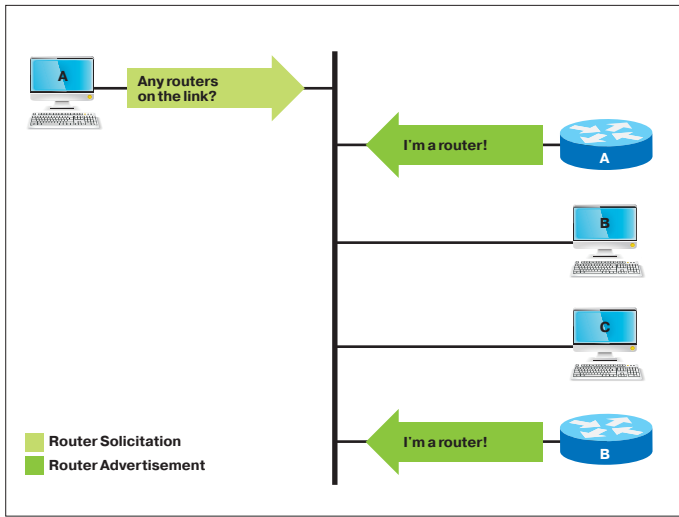 A
Any routers
on the link?
I'm a router!
A
B
C
I'm a router!
B
Router Solicitation
Router Advertisement